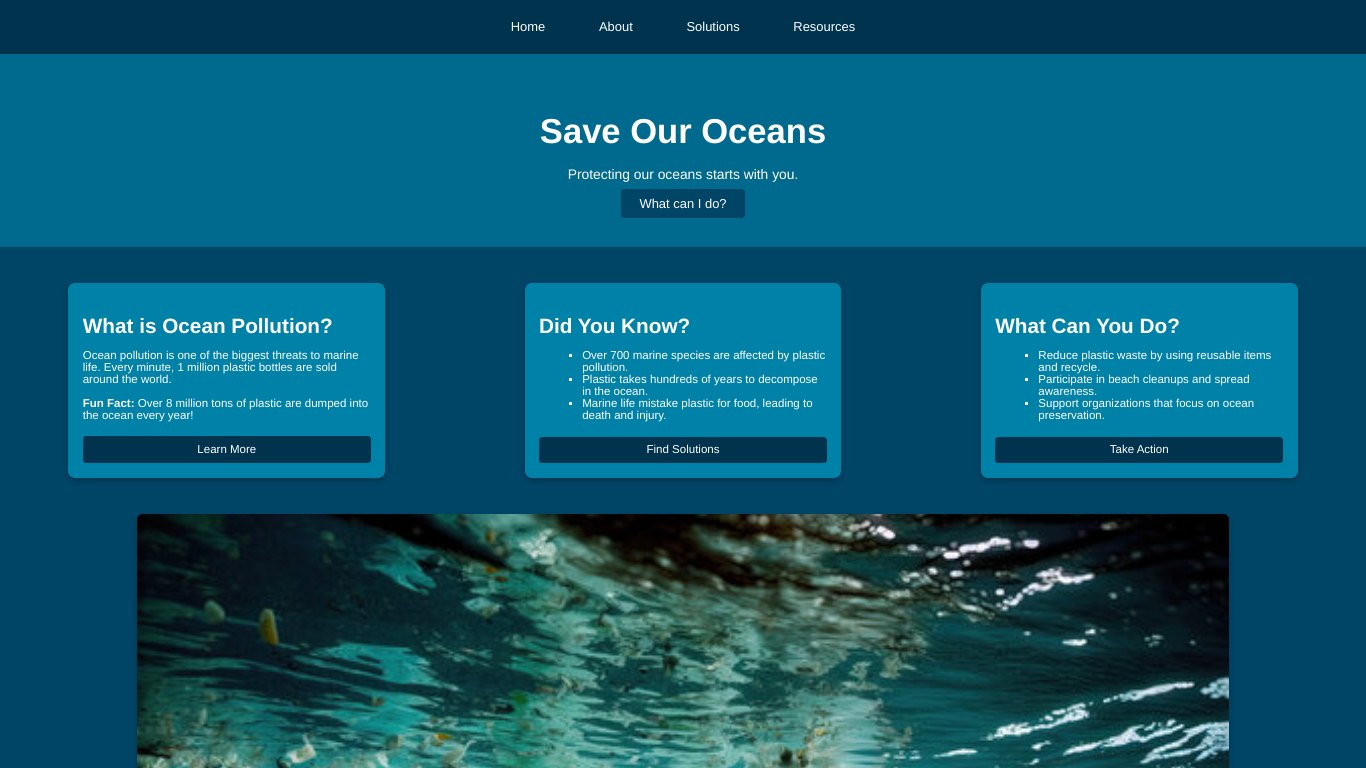 Home About Solutions Resources
Save Our Oceans
Protecting our oceans starts with you.
What can I do?
What is Ocean Pollution?
Ocean pollution is one of the biggest threats to marine
life. Every minute, 1 million plastic bottles are sold
around the world.
Fun Fact: Over 8 million tons of plastic are dumped into
the ocean every year!
Learn More
Did You Know?
▪ Over 700 marine species are affected by plastic
pollution.
▪ Plastic takes hundreds of years to decompose
in the ocean.
▪ Marine life mistake plastic for food, leading to
death and injury.
Find Solutions
What Can You Do?
▪ Reduce plastic waste by using reusable items
and recycle.
▪ Participate in beach cleanups and spread
awareness.
▪ Support organizations that focus on ocean
preservation.
Take Action